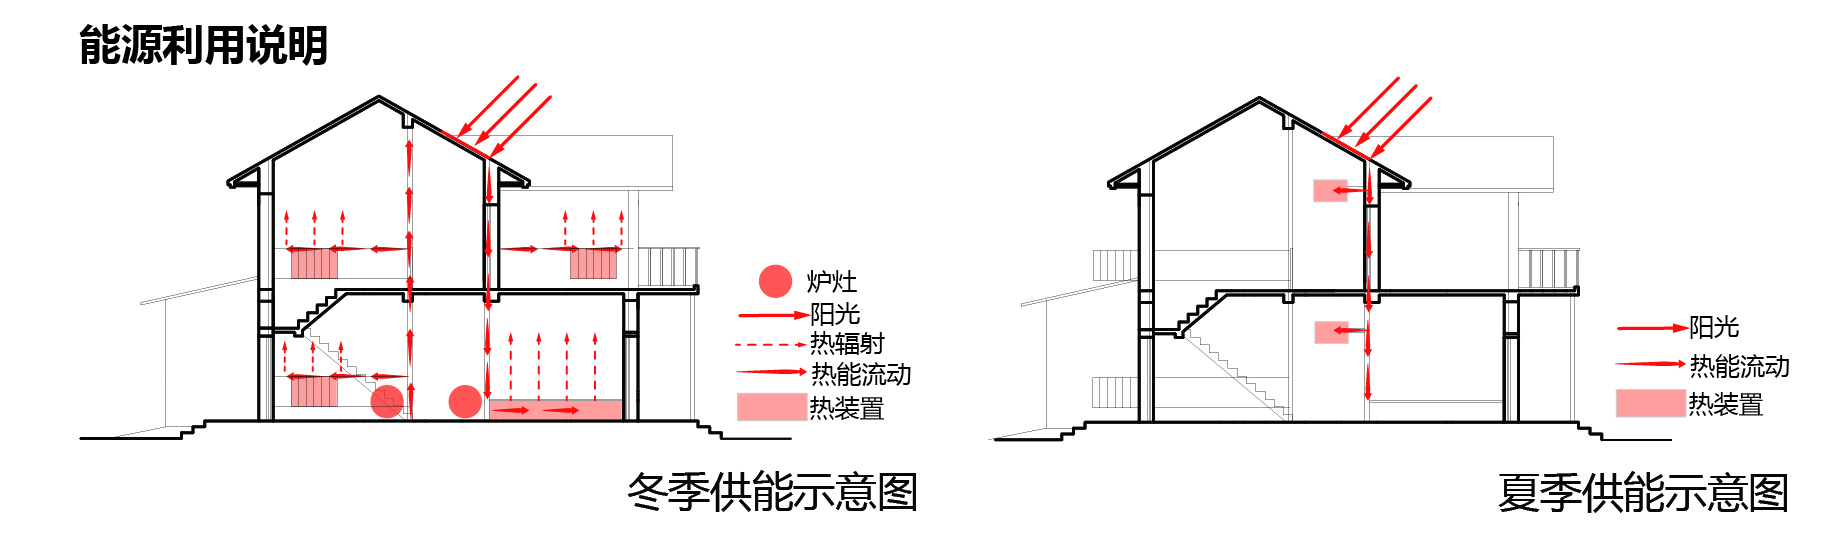 能源利用说明
炉灶
阳光
热辐射
热能流动
热装置
冬季供能示意图
阳光
热能流动
热装置
夏季供能示意图